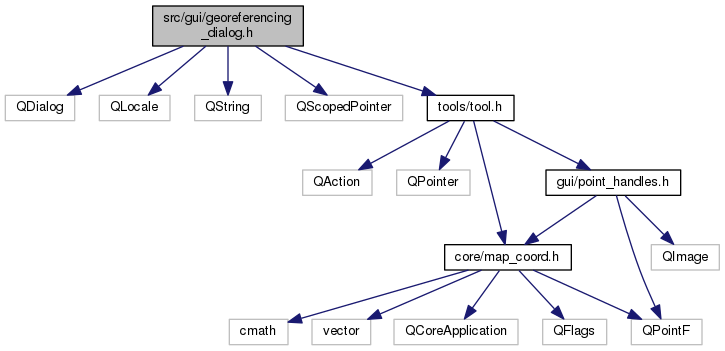 src/gui/georeferencing
_dialog.h
QDialog
QLocale
QString
QScopedPointer
tools/tool.h
QAction
QPointer
gui/point_handles.h
core/map_coord.h
QImage
cmath
vector
QCoreApplication
QFlags
QPointF